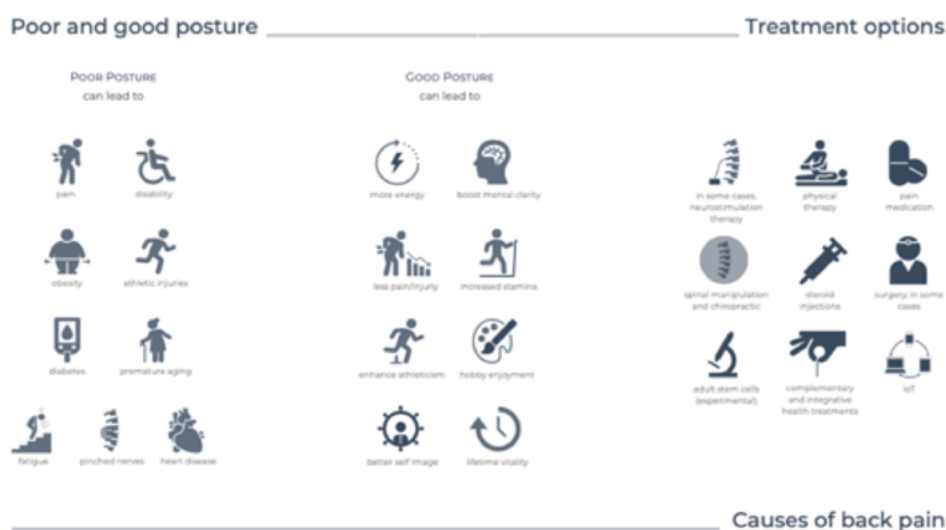 Poor and good posture
Treatment options
POOR POSTURE
can lead to
pain
disability
obesity
athletic injuries
diabetes
premature aging
fatigue
pinched nerves
heart disease
GOOD POSTURE
can lead to
more energy
boost mental clarity
less pain/injury
increased stamina
enhance athleticism
hobby enjoyment
better self image
lifetime vitality
in some cases,
neurostimulation
therapy
physical
therapy
pain
medication
spinal manipulation
and chiropractic
steroid
injections
surgery, in some
cases
adult stem cells
(experimental)
complementary
and integrative
health treatments
IoT
Causes of back pain